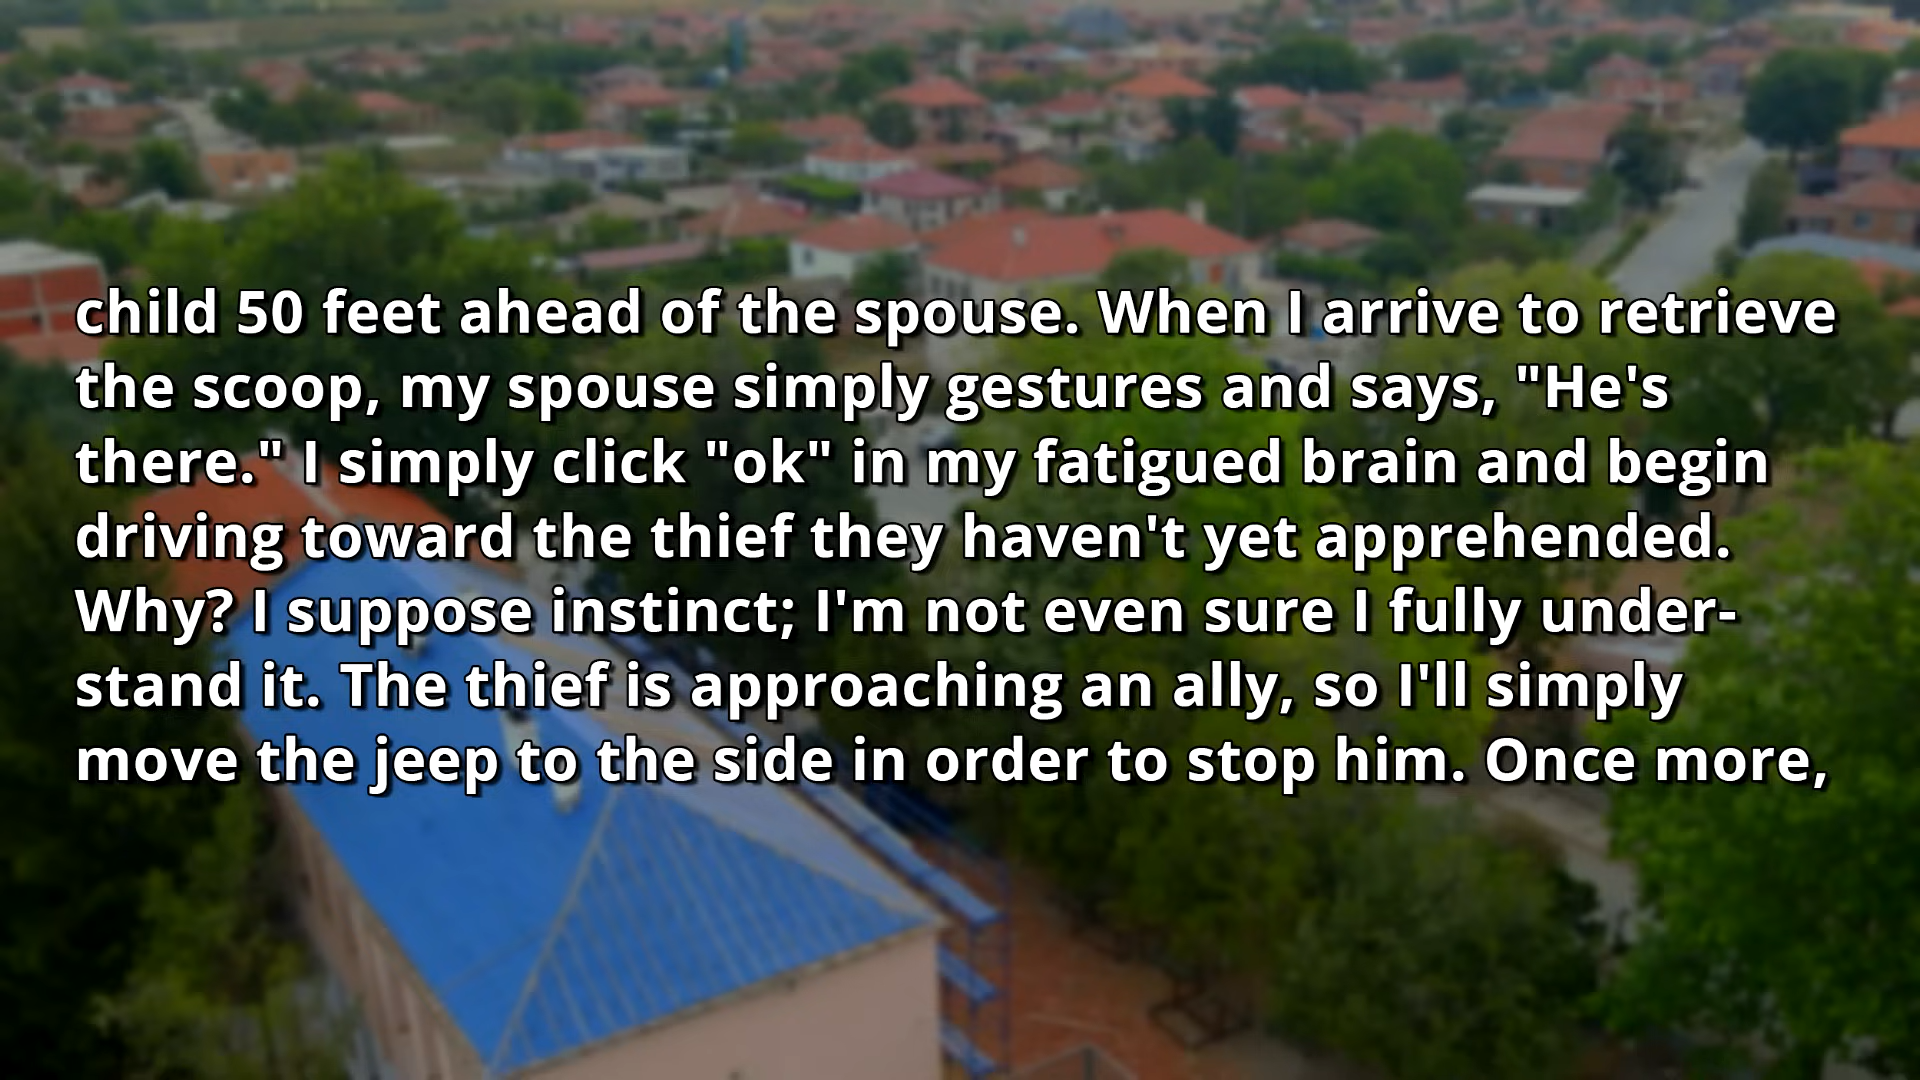 child 50 feet ahead of the spouse. When I arrive to retrieve
the scoop, my spouse simply gestures and says, "He's
there." I simply click "ok" in my fatigued brain and begin
driving toward the thief they haven't yet apprehended.
Why? I suppose instinct; I'm not even sure I fully under-
stand it. The thief is approaching an ally, so I'll simply
move the jeep to the side in order to stop him. Once more,